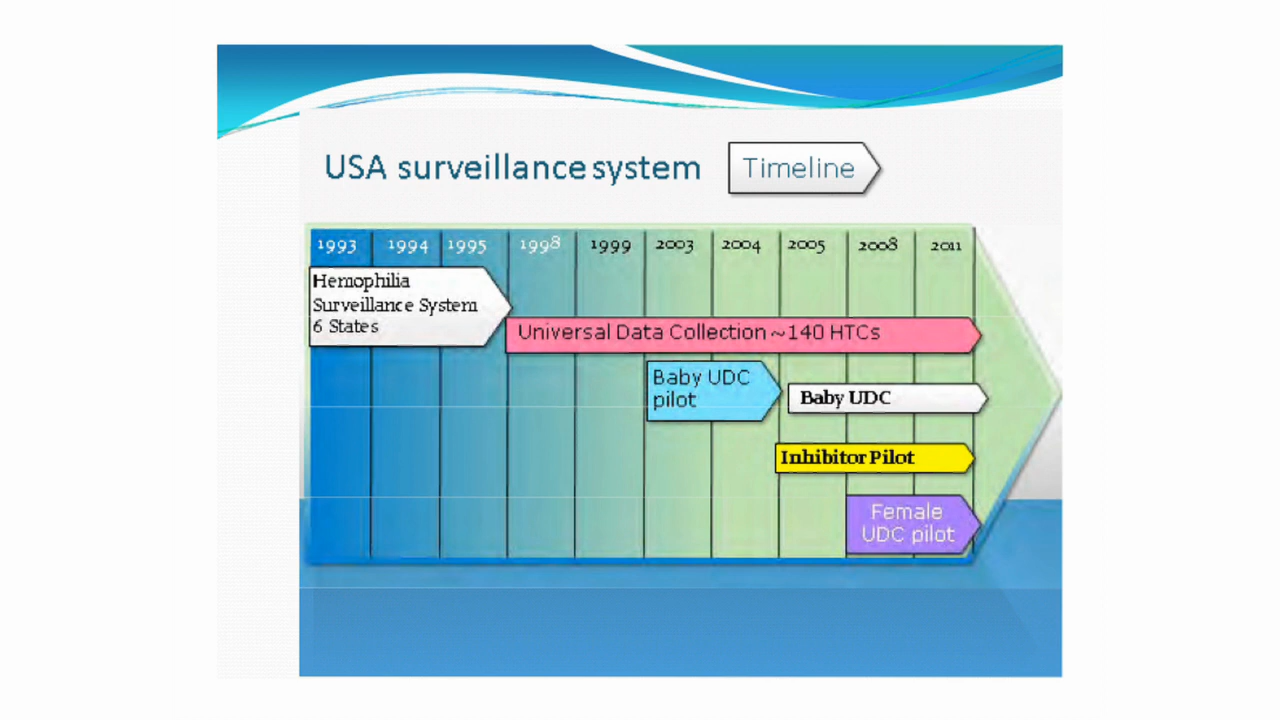 USA surveillance system
Timeline
1993 1994 1995 1998 1999 2003 2004 2005 2008 2011
Hemophilia
Surveillance System
6 States
Universal Data Collection ~140 HTCs
Baby UDC
pilot
Baby UDC
Inhibitor Pilot
Female
UDC pilot